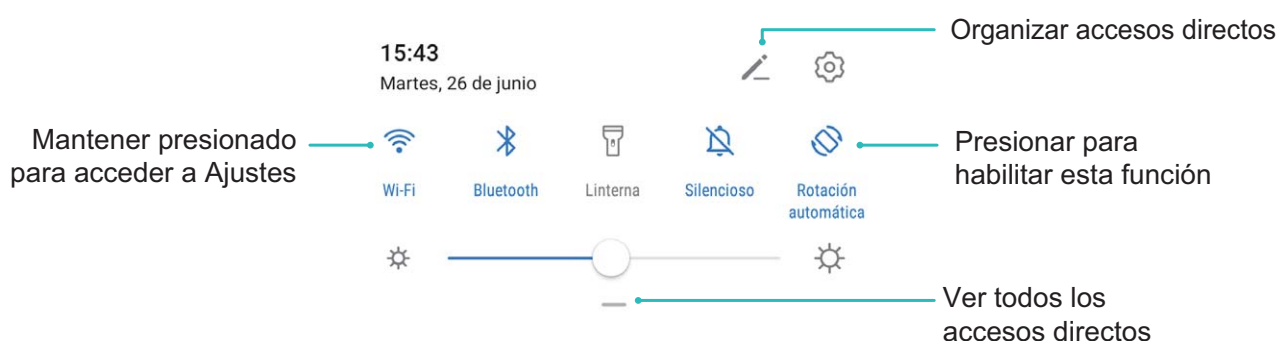 Organizar accesos directos
15:43
Martes, 26 de junio
Mantener presionado
para acceder a Ajustes
Presionar para
habilitar esta función
Wi-Fi
Bluetooth
Linterna
Silencioso
Rotación
automática
Ver todos los
accesos directos